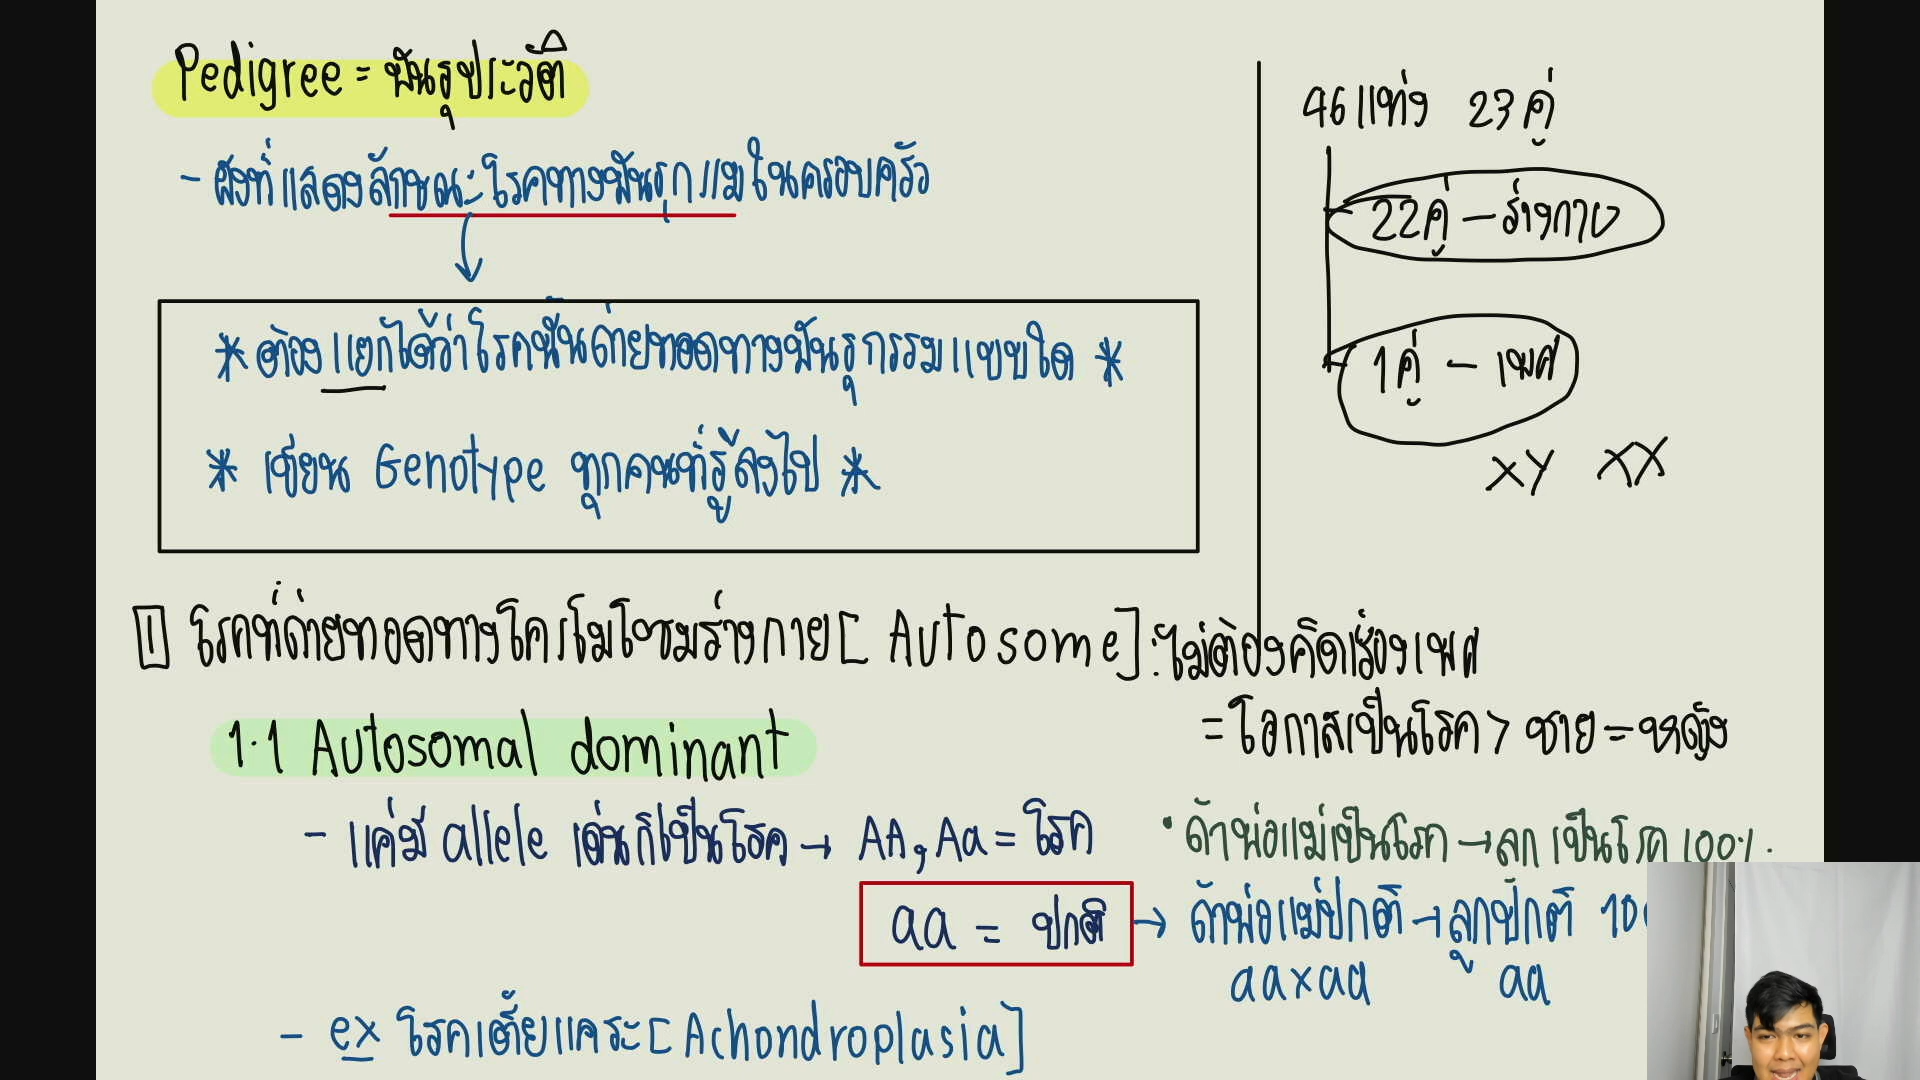 Pedigree = พันธุประวัติ
- ผังที่แสดงลักษณะ: โรคทางพันธุกรรมในครอบครัว
* ต้องแยกได้ว่าโรคนั้นถ่ายทอดทางพันธุกรรมแบบใด *
* เขียน Genotype ทุกคนที่รู้ลงไป *
46 แท่ง 23 คู่
22 คู่ - ร่างกาย
1 คู่ - เพศ
XY XX
1 โรคที่ถ่ายทอดทางโครโมโซมร่างกาย [ Autosome ] : ไม่ต้องคิดเรื่องเพศ
= โอกาสเป็นโรค > ชาย = หญิง
1.1 Autosomal dominant
- แค่มี allele เด่นก็เป็นโรค → AA, Aa = โรค
• ถ้าพ่อแม่เป็นโรค → ลูกเป็นโรค 100%.
aa = ปกติ → ถ้าพ่อแม่ปกติ → ลูกปกติ
aa x aa aa
- ex โรคเตี้ยแคระ [ Achondroplasia ]